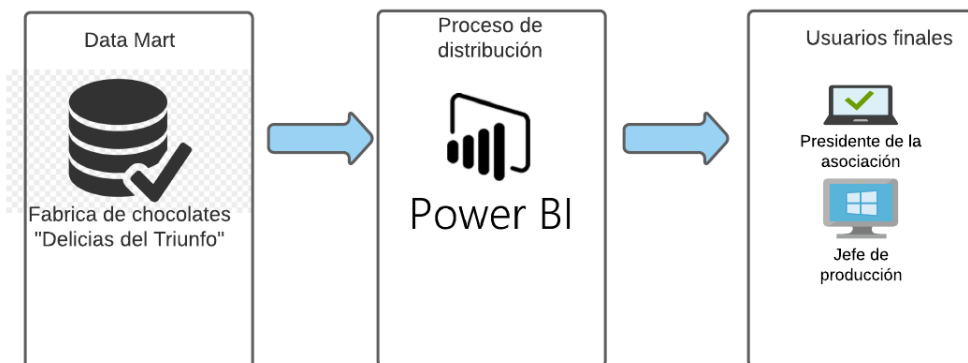 Data Mart
Fabrica de chocolates
"Delicias del Triunfo"
Proceso de
distribución
Power BI
Usuarios finales
Presidente de la
asociación
Jefe de
producción